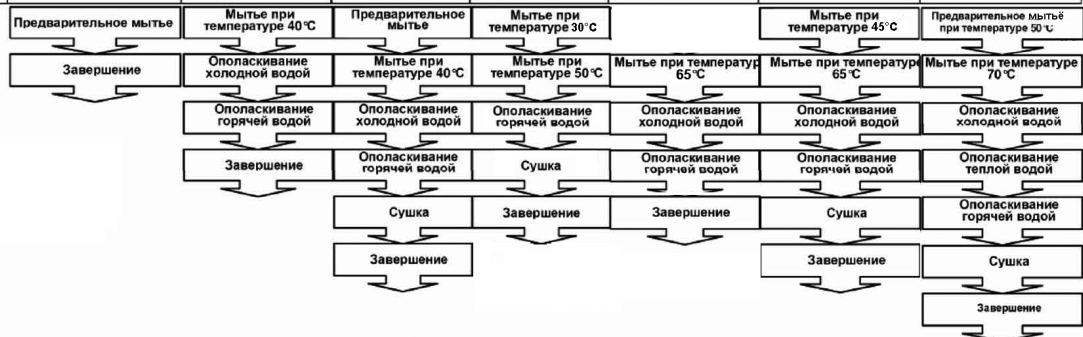 Предварительное мытье
Мытье при
температуре 40°С
Предварительное
мытье
Мытье при
температуре 30°С
Мытье при
температуре 45°С
Предварительное мытьё
при температуре 50°С
Завершение
Ополаскивание
холодной водой
Мытье при
температуре 40°С
Мытье при
температуре 50°С
Мытье при температур
65°С
Мытье при температуре
65°С
Мытье при температуре
70°С
Ополаскивание
горячей водой
Ополаскивание
холодной водой
Ополаскивание
горячей водой
Ополаскивание
холодной водой
Ополаскивание
холодной водой
Ополаскивание
холодной водой
Завершение
Ополаскивание
горячей водой
Сушка
Ополаскивание
горячей водой
Ополаскивание
горячей водой
Ополаскивание
теплой водой
Сушка
Завершение
Завершение
Сушка
Ополаскивание
горячей водой
Завершение
Завершение
Сушка
Завершение